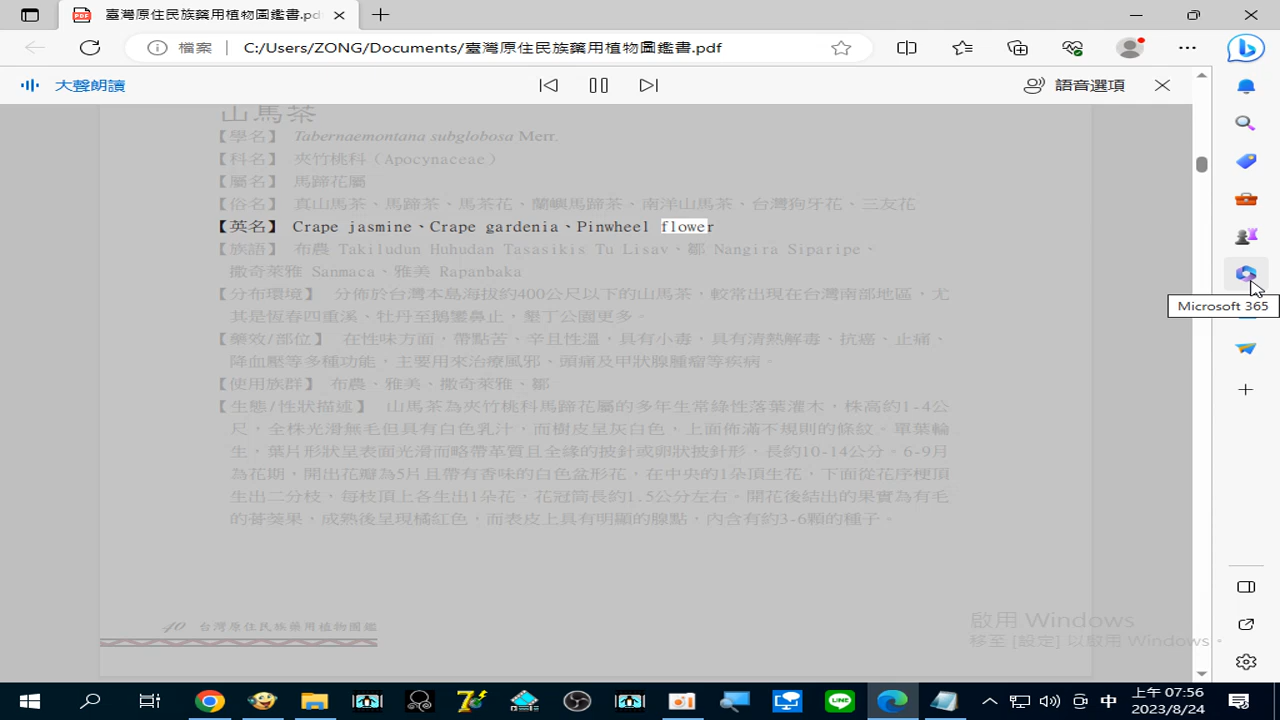 臺灣原住民族藥用植物圖鑑書.pdf
檔案
C:/Users/ZONG/Documents/臺灣原住民族藥用植物圖鑑書.pdf
大聲朗讀
語音選項
山馬茶
【學名】 Tabernaemontana subglobosa Merr.
【科名】 夾竹桃科（Apocynaceae）
【屬名】 馬蹄花屬
【俗名】 真山馬茶、馬蹄茶、馬茶花、蘭嶼馬蹄茶、南洋山馬茶、台灣狗牙花、三友花
【英名】 Crape jasmine、Crape gardenia、Pinwheel flower
【族語】 布農 Takiludun Huhudan Tasasikis Tu Lisav、鄒 Nangira Siparipe、
撒奇萊雅 Sanmaca、雅美 Rapanbaka
【分布環境】 分佈於台灣本島海拔約400公尺以下的山馬茶，較常出現在台灣南部地區，尤
其是恆春四重溪、牡丹至鵝鑾鼻止，墾丁公園更多。
【藥效/部位】 在性味方面，帶點苦、辛且性溫，具有小毒，具有清熱解毒、抗癌、止痛、
降血壓等多種功能，主要用來治療風邪、頭痛及甲狀腺腫瘤等疾病。
【使用族群】 布農、雅美、撒奇萊雅、鄒
【生態/性狀描述】 山馬茶為夾竹桃科馬蹄花屬的多年生常綠性落葉灌木，株高約1-4公
尺，全株光滑無毛但具有白色乳汁，而樹皮呈灰白色，上面佈滿不規則的條紋。單葉輪
生，葉片形狀呈表面光滑而略帶革質且全緣的披針或卵狀披針形，長約10-14公分。6-9月
為花期，開出花瓣為5片且帶有香味的白色盆形花，在中央的1朵頂生花，下面從花序梗頂
生出二分枝，每枝頂上各生出1朵花，花冠筒長約1.5公分左右。開花後結出的果實為有毛
的蓇葖果，成熟後呈現橘紅色，而表皮上具有明顯的腺點，內含有約3-6顆的種子。
40 台灣原住民族藥用植物圖鑑
Microsoft 365
啟用 Windows
移至 [設定] 以啟用 Windows。
中
上午 07:56
2023/8/24